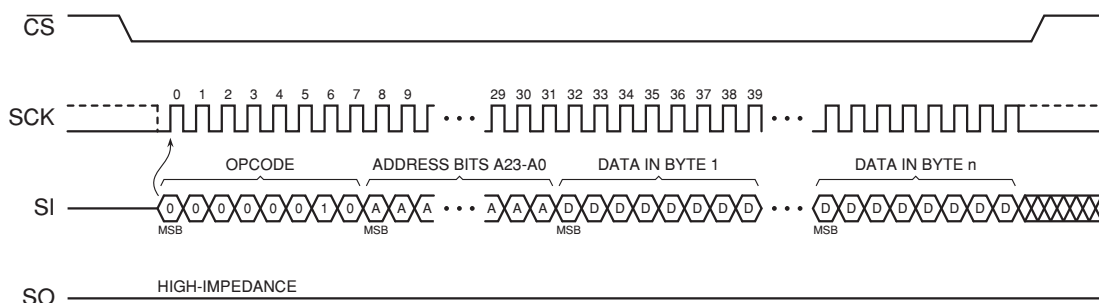 CS
SCK
0 1 2 3 4 5 6 7 8 9 29 30 31 32 33 34 35 36 37 38 39
OPCODE ADDRESS BITS A23-A0 DATA IN BYTE 1 DATA IN BYTE n
SI
0 0 0 0 0 0 1 0 A A A A A A D D D D D D D D D D D D D D D D
MSB MSB MSB MSB
HIGH-IMPEDANCE
SO